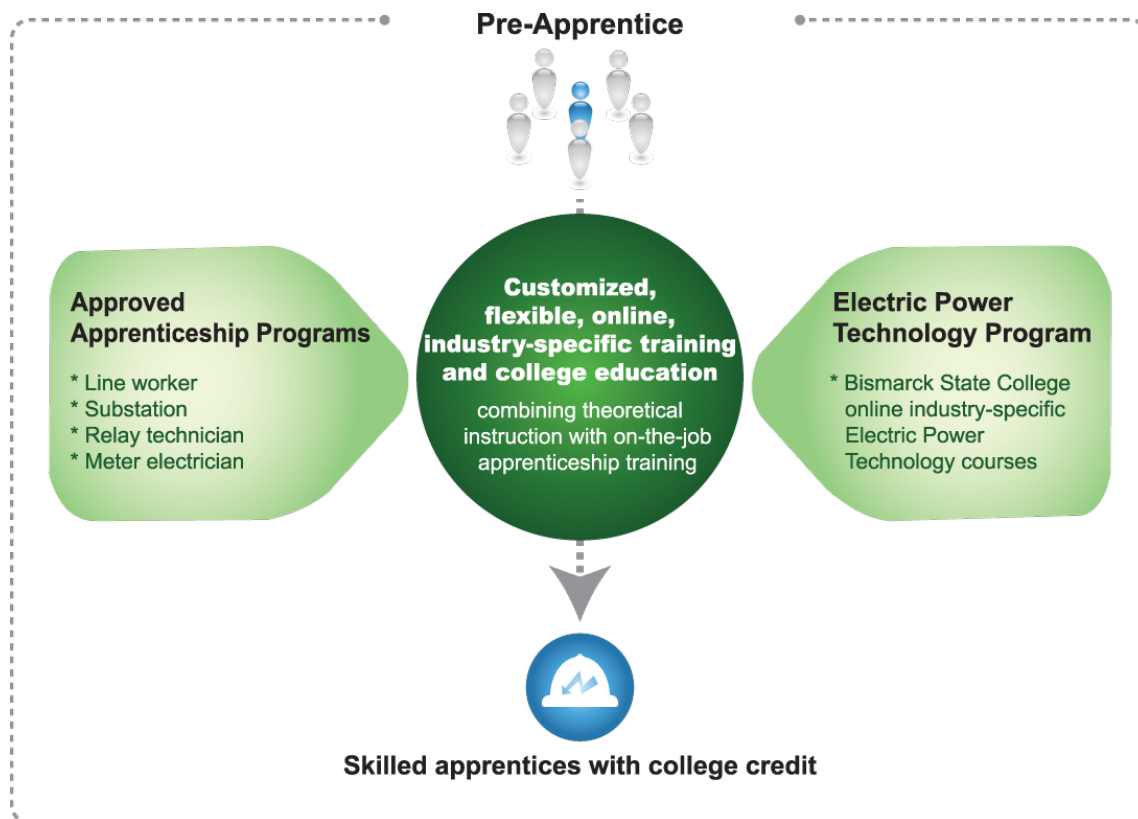 Pre-Apprentice
Approved
Apprenticeship Programs
* Line worker
* Substation
* Relay technician
* Meter electrician
Customized,
flexible, online,
industry-specific training
and college education
combining theoretical
instruction with on-the-job
apprenticeship training
Electric Power
Technology Program
* Bismarck State College
online industry-specific
Electric Power
Technology courses
Skilled apprentices with college credit